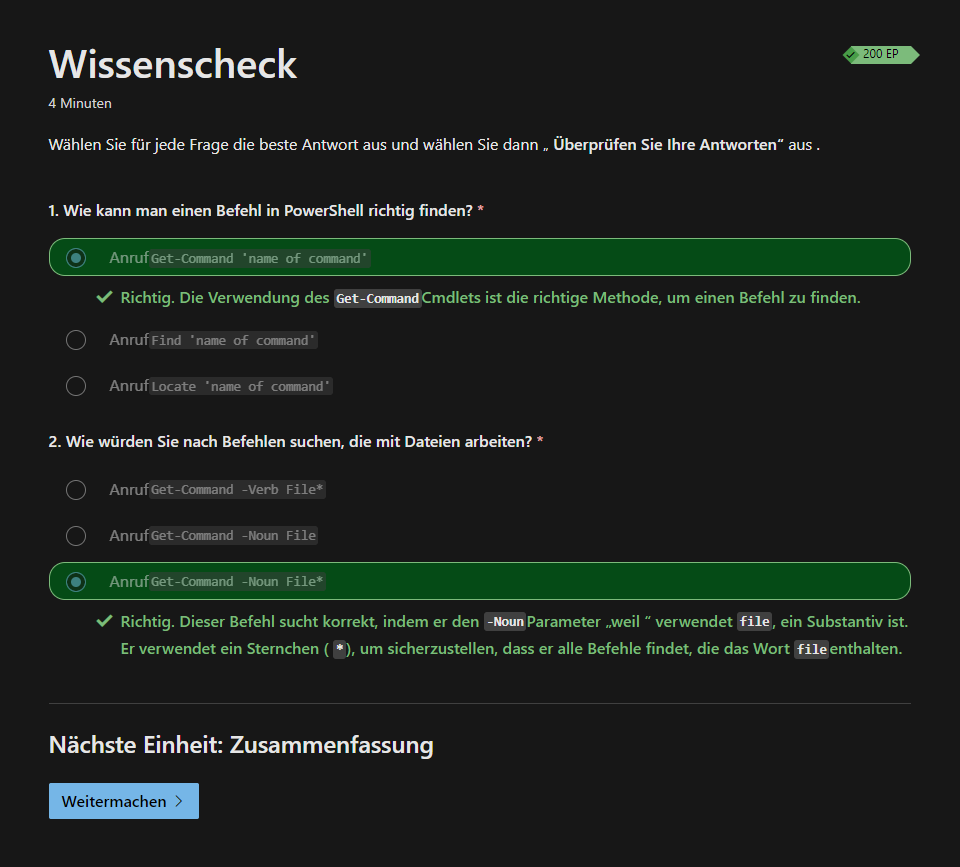 Wissenscheck
200 EP
4 Minuten
Wählen Sie für jede Frage die beste Antwort aus und wählen Sie dann „ Überprüfen Sie Ihre Antworten“ aus .
1. Wie kann man einen Befehl in PowerShell richtig finden? *
Anruf Get-Command 'name of command'
Richtig. Die Verwendung des Get-Command Cmdlets ist die richtige Methode, um einen Befehl zu finden.
Anruf Find 'name of command'
Anruf Locate 'name of command'
2. Wie würden Sie nach Befehlen suchen, die mit Dateien arbeiten? *
Anruf Get-Command -Verb File*
Anruf Get-Command -Noun File
Anruf Get-Command -Noun File*
Richtig. Dieser Befehl sucht korrekt, indem er den -Noun Parameter „weil “ verwendet file, ein Substantiv ist.
Er verwendet ein Sternchen ( *), um sicherzustellen, dass er alle Befehle findet, die das Wort file enthalten.
Nächste Einheit: Zusammenfassung
Weitermachen